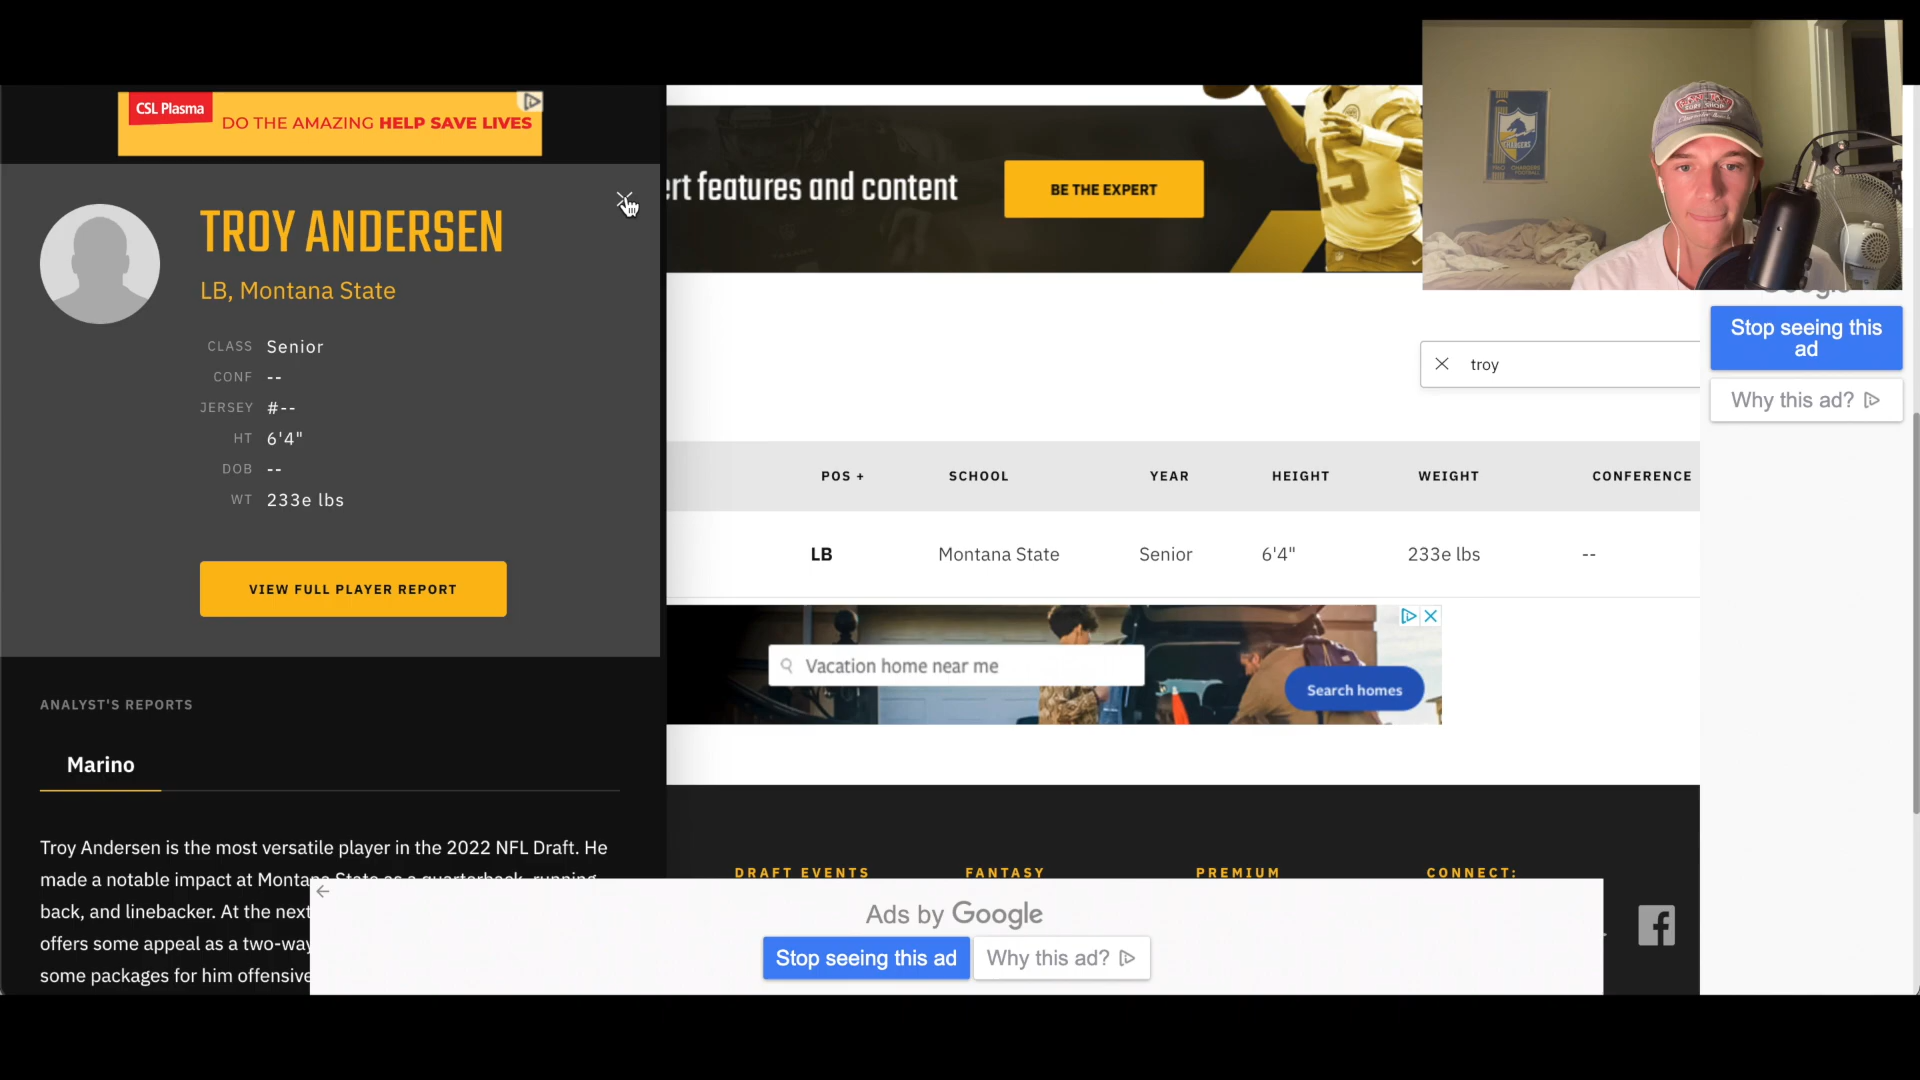 CSL Plasma
DO THE AMAZING HELP SAVE LIVES
TROY ANDERSEN
LB, Montana State
CLASS Senior
CONF --
JERSEY #--
HT 6'4"
DOB --
WT 233e lbs
VIEW FULL PLAYER REPORT
ANALYST'S REPORTS
Marino
Troy Andersen is the most versatile player in the 2022 NFL Draft. He
made a notable impact at Montana State as a quarterback, running
back, and linebacker. At the next
offers some appeal as a two-way
some packages for him offensive
rt features and content
BE THE EXPERT
15
CHARGERS
Stop seeing this
ad
Why this ad?
troy
POS + SCHOOL YEAR HEIGHT WEIGHT CONFERENCE
LB Montana State Senior 6'4" 233e lbs --
Vacation home near me
Search homes
DRAFT EVENTS FANTASY PREMIUM CONNECT:
Ads by Google
Stop seeing this ad
Why this ad?